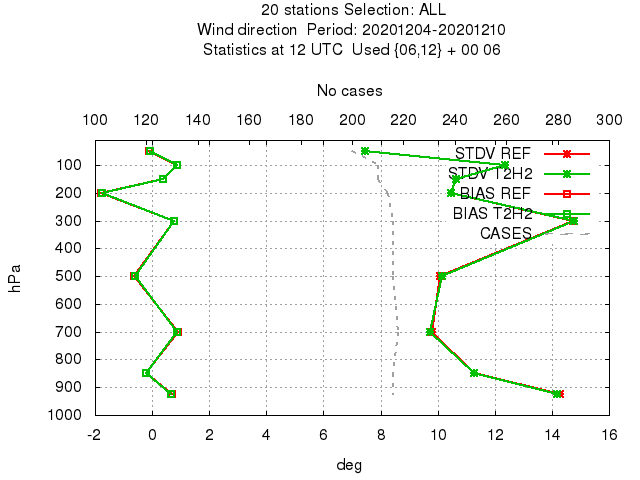 20 stations Selection: ALL
Wind direction  Period: 20201204-20201210
Statistics at 12 UTC  Used {06,12} + 00 06
No cases
100 120 140 160 180 200 220 240 260 280 300
STDV REF
STDV T2H2
BIAS REF
BIAS T2H2
CASES
hPa
100
200
300
400
500
600
700
800
900
1000
-2 0 2 4 6 8 10 12 14 16
deg